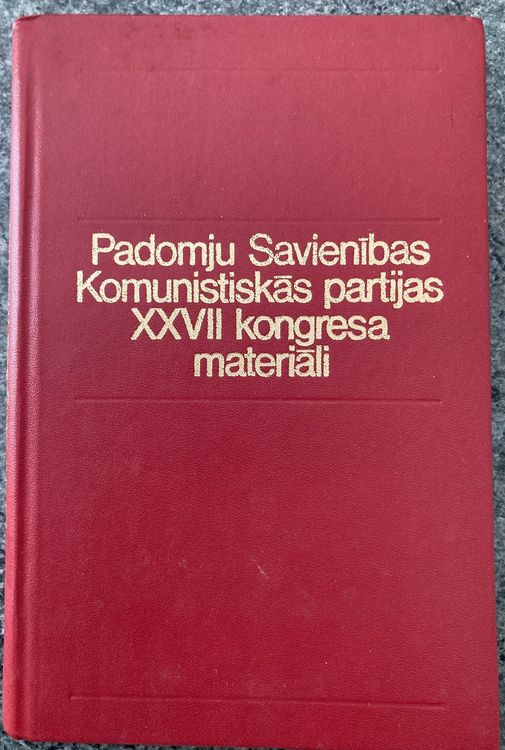 Padomju Savienības
Komunistiskās partijas
XXVII kongresa
materiāli